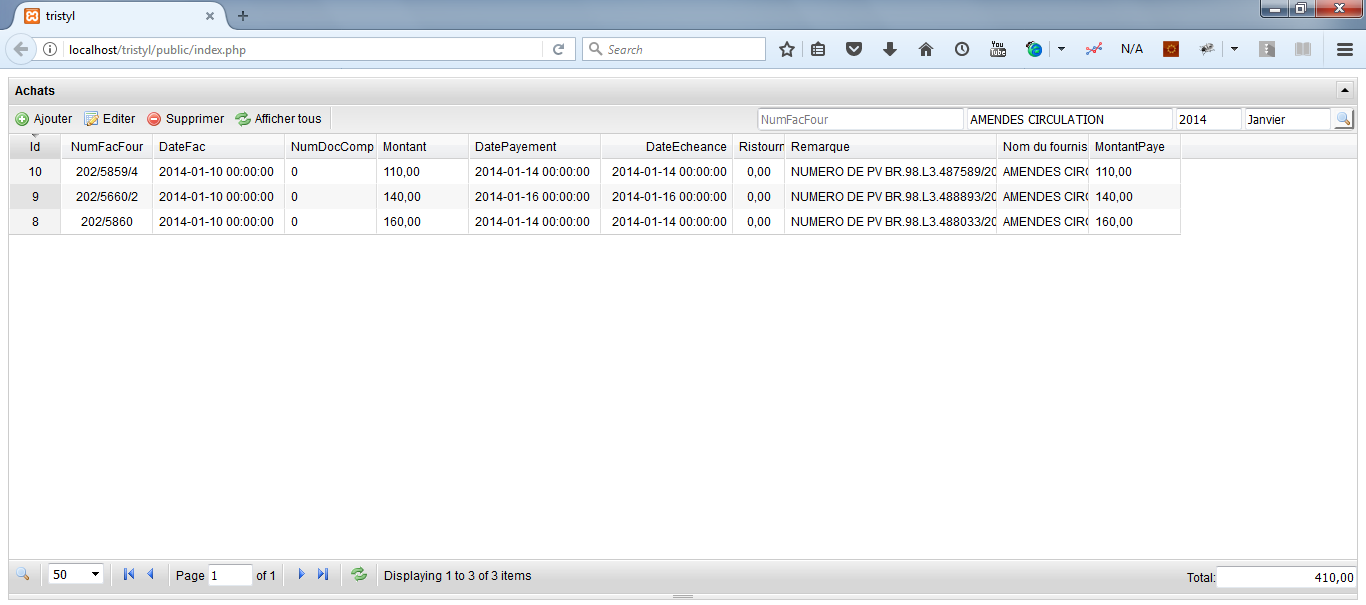 tristyl
localhost/tristyl/public/index.php
Search
You Tube
N/A
Achats
Ajouter Editer Supprimer Afficher tous NumFacFour AMENDES CIRCULATION 2014 Janvier
Id NumFacFour DateFac NumDocComp Montant DatePayement DateEcheance Ristourn Remarque Nom du fournis MontantPaye
10 202/5859/4 2014-01-10 00:00:00 0 110,00 2014-01-14 00:00:00 2014-01-14 00:00:00 0,00 NUMERO DE PV BR.98.L3.487589/20 AMENDES CIRC 110,00
9 202/5660/2 2014-01-10 00:00:00 0 140,00 2014-01-16 00:00:00 2014-01-16 00:00:00 0,00 NUMERO DE PV BR.98.L3.488893/20 AMENDES CIRC 140,00
8 202/5860 2014-01-10 00:00:00 0 160,00 2014-01-14 00:00:00 2014-01-14 00:00:00 0,00 NUMERO DE PV BR.98.L3.488033/20 AMENDES CIRC 160,00
50 Page 1 of 1 Displaying 1 to 3 of 3 items Total: 410,00